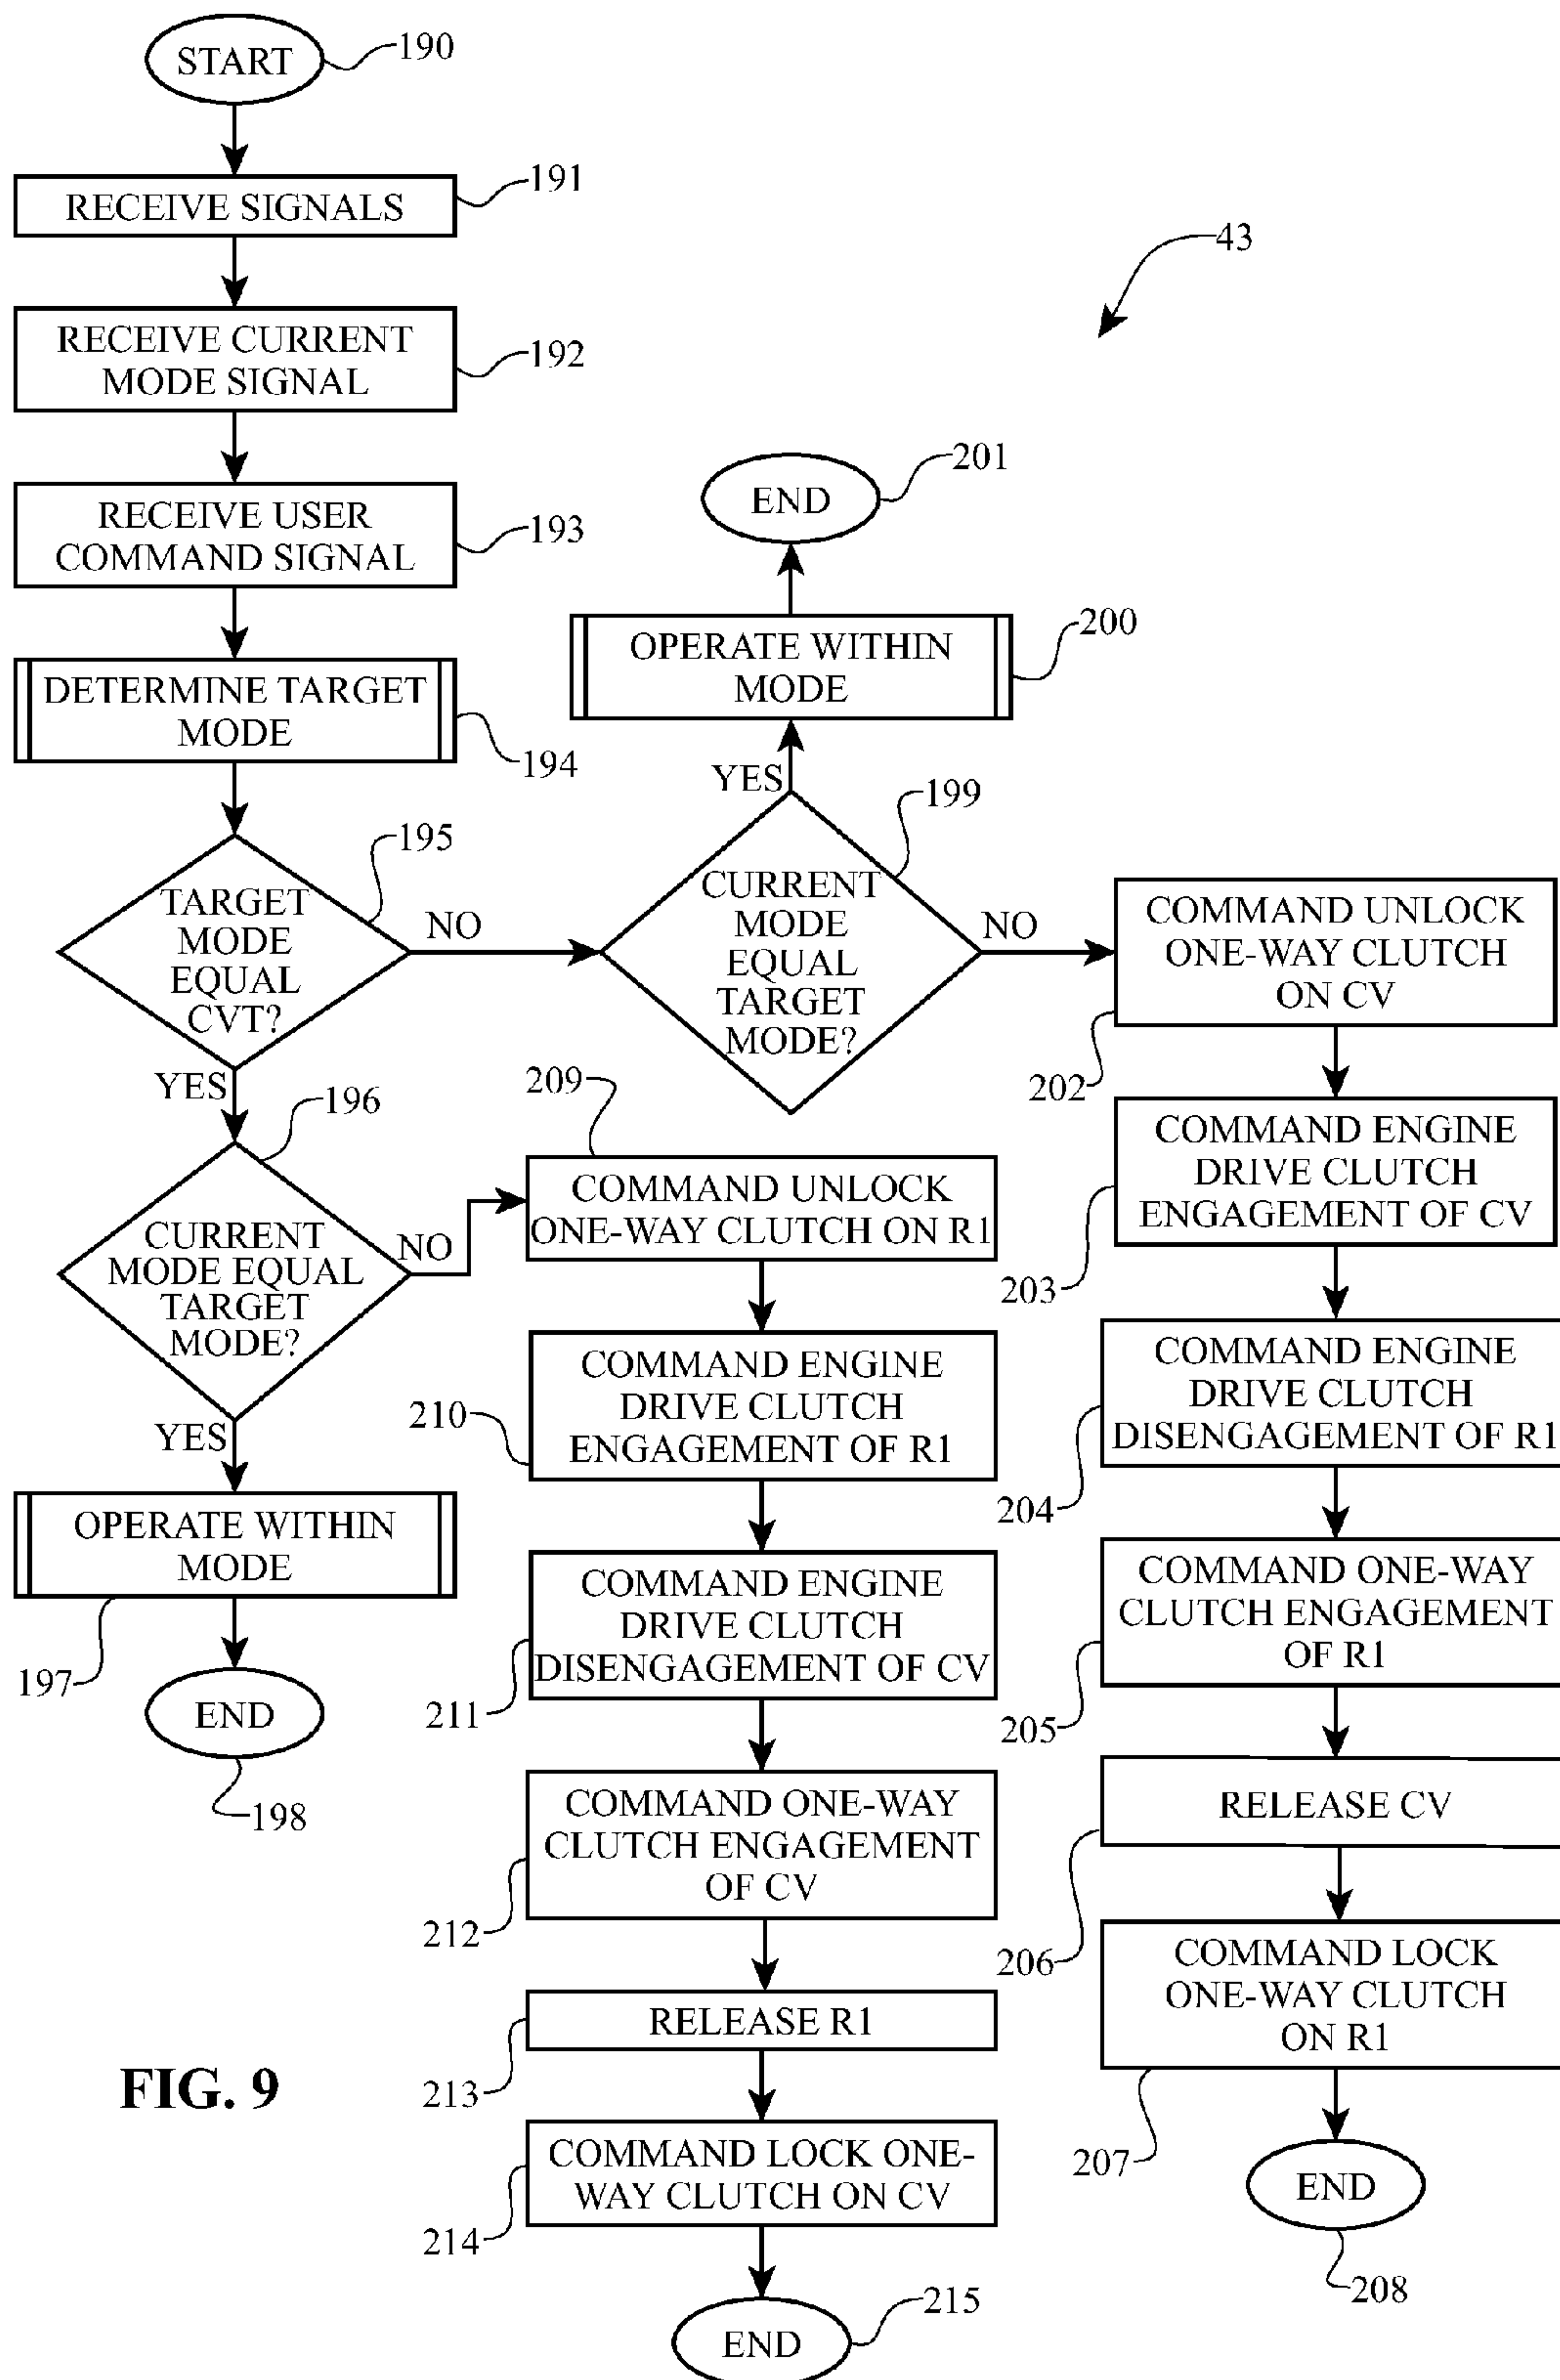 START
190
RECEIVE SIGNALS
191
43
RECEIVE CURRENT
MODE SIGNAL
192
RECEIVE USER
COMMAND SIGNAL
193
DETERMINE TARGET
MODE
194
TARGET
MODE
EQUAL
CVT?
195
NO
YES
CURRENT
MODE EQUAL
TARGET
MODE?
196
NO
YES
OPERATE WITHIN
MODE
197
END
198
END
201
OPERATE WITHIN
MODE
200
YES
CURRENT
MODE
EQUAL
TARGET
MODE?
199
NO
209
COMMAND UNLOCK
ONE-WAY CLUTCH ON R1
COMMAND ENGINE
DRIVE CLUTCH
ENGAGEMENT OF R1
210
COMMAND ENGINE
DRIVE CLUTCH
DISENGAGEMENT OF CV
211
COMMAND ONE-WAY
CLUTCH ENGAGEMENT
OF CV
212
RELEASE R1
213
COMMAND LOCK ONE-
WAY CLUTCH ON CV
214
END
215
COMMAND UNLOCK
ONE-WAY CLUTCH
ON CV
202
COMMAND ENGINE
DRIVE CLUTCH
ENGAGEMENT OF CV
203
COMMAND ENGINE
DRIVE CLUTCH
DISENGAGEMENT OF R1
204
COMMAND ONE-WAY
CLUTCH ENGAGEMENT
OF R1
205
RELEASE CV
206
COMMAND LOCK
ONE-WAY CLUTCH
ON R1
207
END
208
FIG. 9